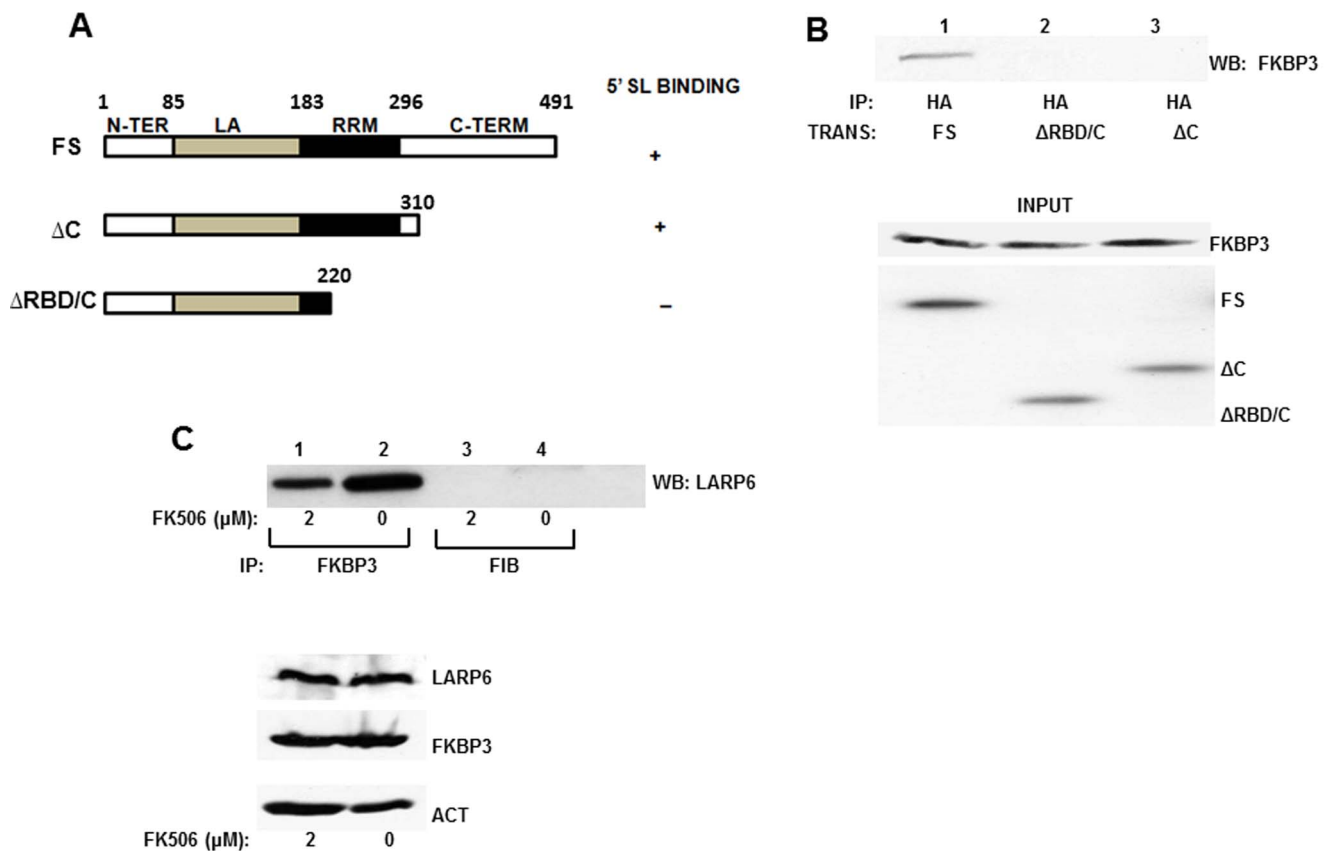 A
5' SL BINDING
1 85 183 296 491
N-TER LA RRM C-TERM
FS
+
310
ΔC
+
220
ΔRBD/C
–
B
1 2 3
WB: FKBP3
IP: HA HA HA
TRANS: FS ΔRBD/C ΔC
INPUT
FKBP3
FS
ΔC
ΔRBD/C
C
1 2 3 4
WB: LARP6
FK506 (µM): 2 0 2 0
IP: FKBP3 FIB
LARP6
FKBP3
ACT
FK506 (µM): 2 0